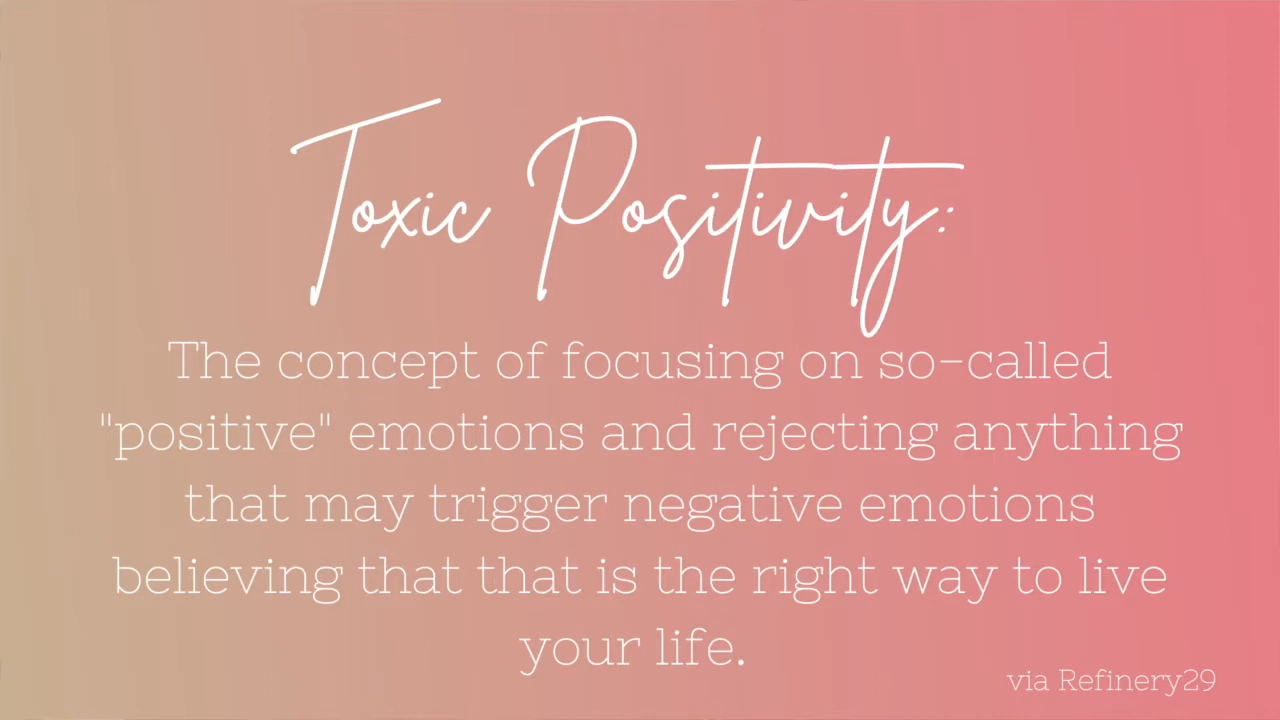 Toxic Positivity:
The concept of focusing on so-called
"positive" emotions and rejecting anything
that may trigger negative emotions
believing that that is the right way to live
your life.
via Refinery29